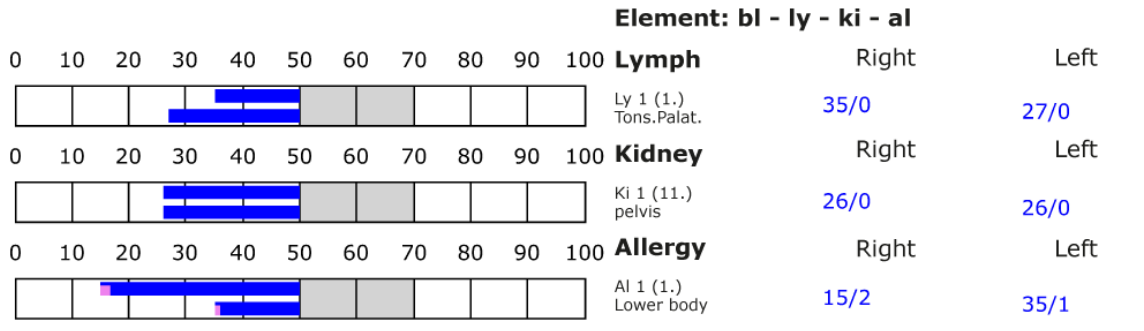 Element: bl - ly - ki - al
0 10 20 30 40 50 60 70 80 90 100 Lymph Right Left
Ly 1 (1.) 35/0 27/0
Tons.Palat.
0 10 20 30 40 50 60 70 80 90 100 Kidney Right Left
Ki 1 (11.) 26/0 26/0
pelvis
0 10 20 30 40 50 60 70 80 90 100 Allergy Right Left
Al 1 (1.) 15/2 35/1
Lower body